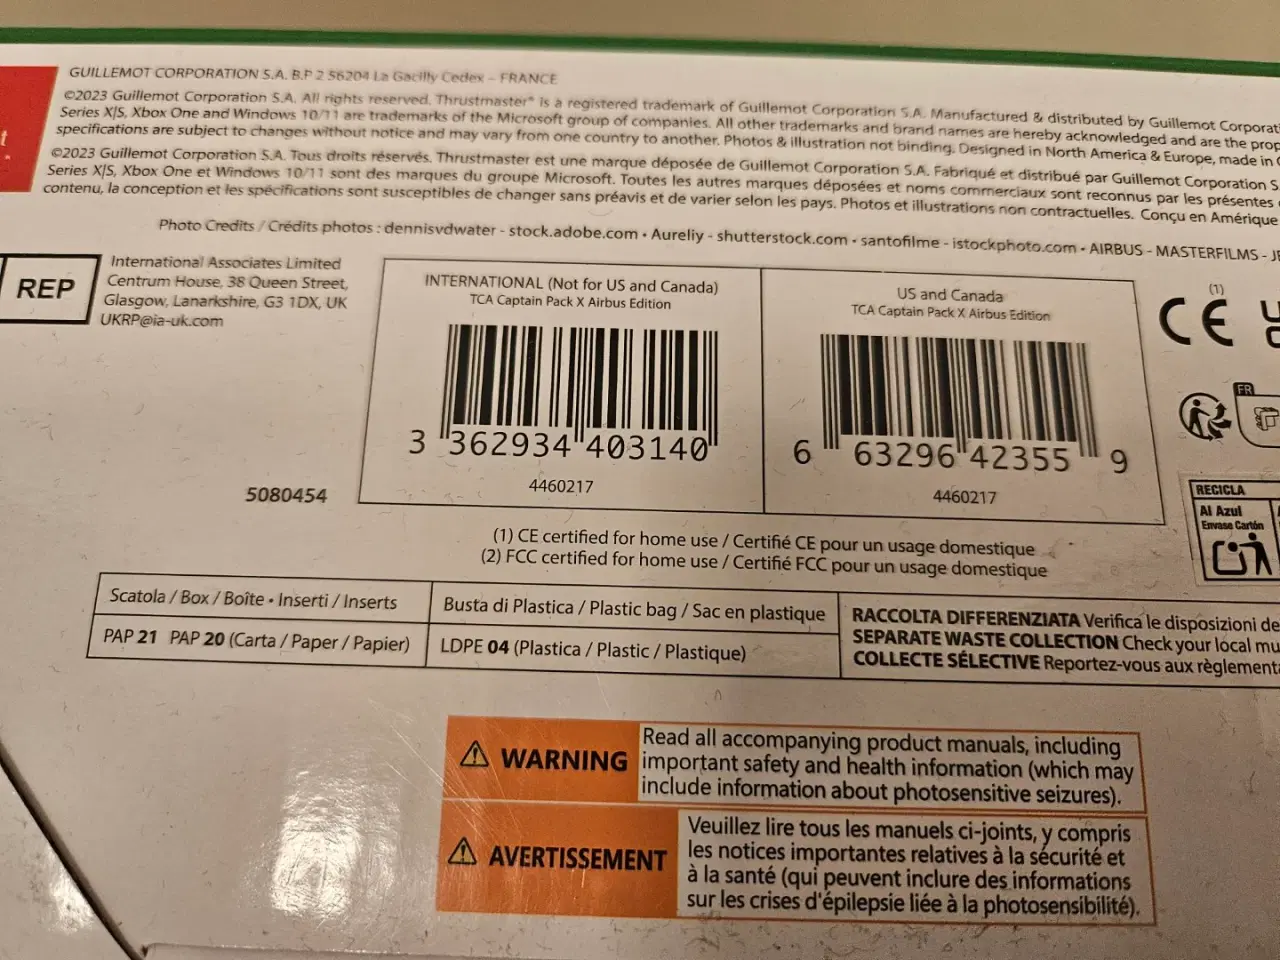 GUILLEMOT CORPORATION S.A. B.P 2 56204 La Gacilly Cedex – FRANCE
©2023 Guillemot Corporation S.A. All rights reserved. Thrustmaster® is a registered trademark of Guillemot Corporation S.A. Manufactured & distributed by Guillemot Corporat
Series X|S, Xbox One and Windows 10/11 are trademarks of the Microsoft group of companies. All other trademarks and brand names are hereby acknowledged and are the prop
specifications are subject to changes without notice and may vary from one country to another. Photos & illustration not binding. Designed in North America & Europe, made in
©2023 Guillemot Corporation S.A. Tous droits réservés. Thrustmaster est une marque déposée de Guillemot Corporation S.A. Fabriqué et distribué par Guillemot Corporation S
Series X|S, Xbox One et Windows 10/11 sont des marques du groupe Microsoft. Toutes les autres marques déposées et noms commerciaux sont reconnus par les présentes
contenu, la conception et les spécifications sont susceptibles de changer sans préavis et de varier selon les pays. Photos et illustrations non contractuelles. Conçu en Amérique
Photo Credits / Crédits photos : dennisvdwater - stock.adobe.com • Aureliy - shutterstock.com • santofilme - istockphoto.com • AIRBUS - MASTERFILMS - J
REP
International Associates Limited
Centrum House, 38 Queen Street,
Glasgow, Lanarkshire, G3 1DX, UK
UKRP@ia-uk.com
INTERNATIONAL (Not for US and Canada)
TCA Captain Pack X Airbus Edition
3 362934 403140
4460217
US and Canada
TCA Captain Pack X Airbus Edition
6 63296 42355 9
4460217
(1)
CE
FR
5080454
RECICLA
Al Azul
Envase Cartón
(1) CE certified for home use / Certifié CE pour un usage domestique
(2) FCC certified for home use / Certifié FCC pour un usage domestique
Scatola / Box / Boîte • Inserti / Inserts
PAP 21 PAP 20 (Carta / Paper / Papier)
Busta di Plastica / Plastic bag / Sac en plastique
LDPE 04 (Plastica / Plastic / Plastique)
RACCOLTA DIFFERENZIATA Verifica le disposizioni de
SEPARATE WASTE COLLECTION Check your local mu
COLLECTE SÉLECTIVE Reportez-vous aux règlementa
WARNING
Read all accompanying product manuals, including
important safety and health information (which may
include information about photosensitive seizures).
AVERTISSEMENT
Veuillez lire tous les manuels ci-joints, y compris
les notices importantes relatives à la sécurité et
à la santé (qui peuvent inclure des informations
sur les crises d'épilepsie liée à la photosensibilité).